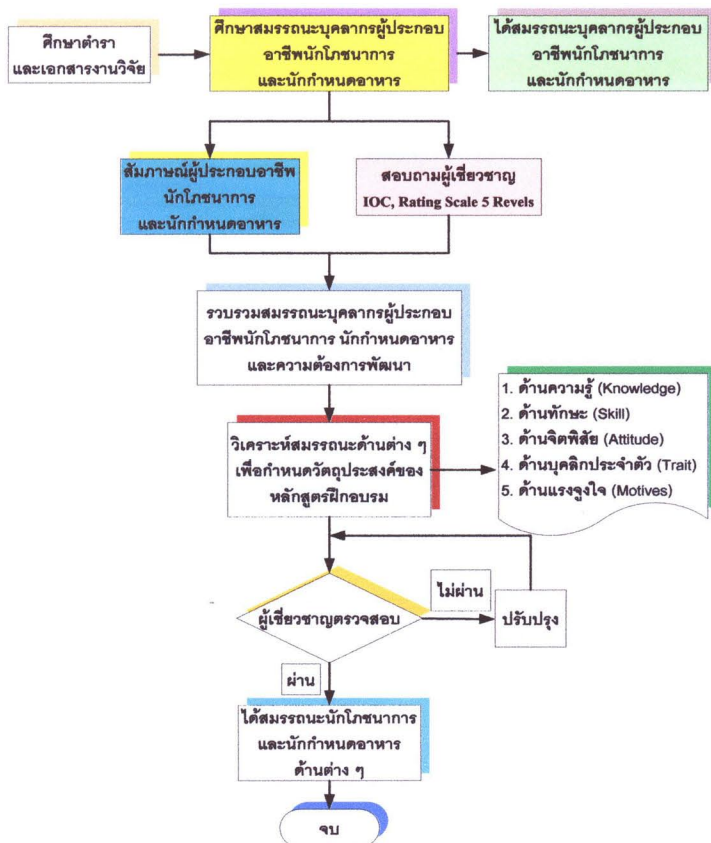 ศึกษาตำรา
และเอกสารงานวิจัย
ศึกษาสมรรถนะบุคลากรผู้ประกอบ
อาชีพนักโภชนาการ
และนักกำหนดอาหาร
ได้สมรรถนะบุคลากรผู้ประกอบ
อาชีพนักโภชนาการ
และนักกำหนดอาหาร
สัมภาษณ์ผู้ประกอบอาชีพ
นักโภชนาการ
และนักกำหนดอาหาร
สอบถามผู้เชี่ยวชาญ
IOC, Rating Scale 5 Revels
รวบรวมสมรรถนะบุคลากรผู้ประกอบ
อาชีพนักโภชนาการ นักกำหนดอาหาร
และความต้องการพัฒนา
วิเคราะห์สมรรถนะด้านต่าง ๆ
เพื่อกำหนดวัตถุประสงค์ของ
หลักสูตรฝึกอบรม
1. ด้านความรู้ (Knowledge)
2. ด้านทักษะ (Skill)
3. ด้านจิตพิสัย (Attitude)
4. ด้านบุคลิกประจำตัว (Trait)
5. ด้านแรงจูงใจ (Motives)
ผู้เชี่ยวชาญตรวจสอบ
ไม่ผ่าน
ปรับปรุง
ผ่าน
ได้สมรรถนะนักโภชนาการ
และนักกำหนดอาหาร
ด้านต่าง ๆ
จบ